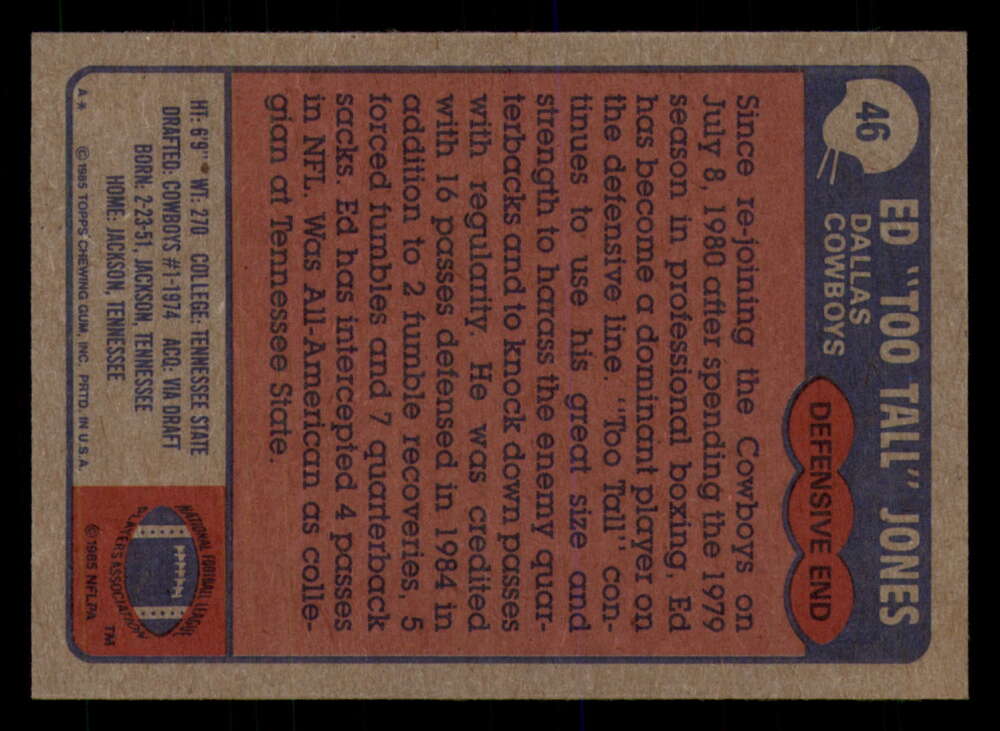 46
ED "TOO TALL" JONES
DALLAS
COWBOYS
DEFENSIVE END
Since re-joining the Cowboys on
July 8, 1980 after spending the 1979
season in professional boxing, Ed
has become a dominant player on
the defensive line. "Too Tall" con-
tinues to use his great size and
strength to harass the enemy quar-
terbacks and to knock down passes
with regularity. He was credited
with 16 passes defensed in 1984 in
addition to 2 fumble recoveries, 5
forced fumbles and 7 quarterback
sacks. Ed has intercepted 4 passes
in NFL. Was All-American as colle-
gian at Tennessee State.
HT: 6'9" WT: 270 COLLEGE: TENNESSEE STATE
DRAFTED: COWBOYS #1-1974 ACQ: VIA DRAFT
BORN: 2-23-51, JACKSON, TENNESSEE
HOME: JACKSON, TENNESSEE
A* © 1985 TOPPS CHEWING GUM, INC. PRTD. IN U.S.A.
NATIONAL FOOTBALL LEAGUE
PLAYERS ASSOCIATION
TM
© 1985 NFLPA